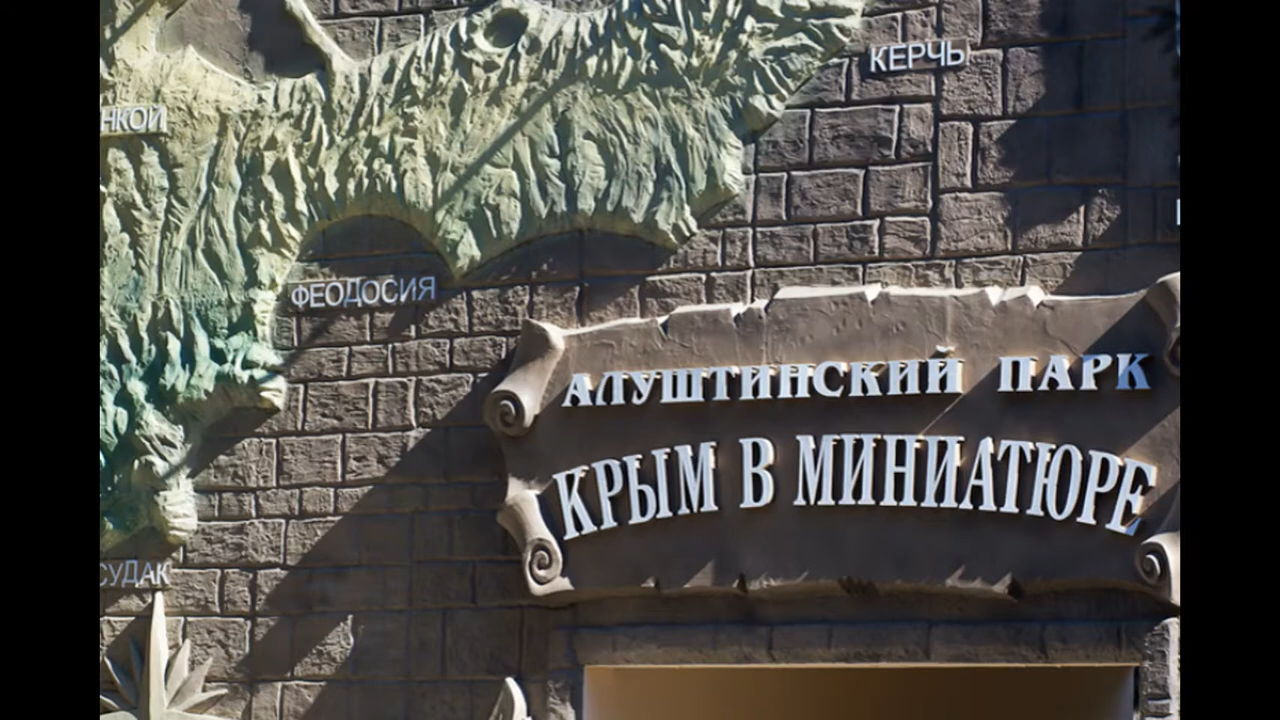 КЕРЧЬ
НКОЙ
ФЕОДОСИЯ
АЛУШТИНСКИЙ ПАРК
КРЫМ В МИНИАТЮРЕ
СУДАК